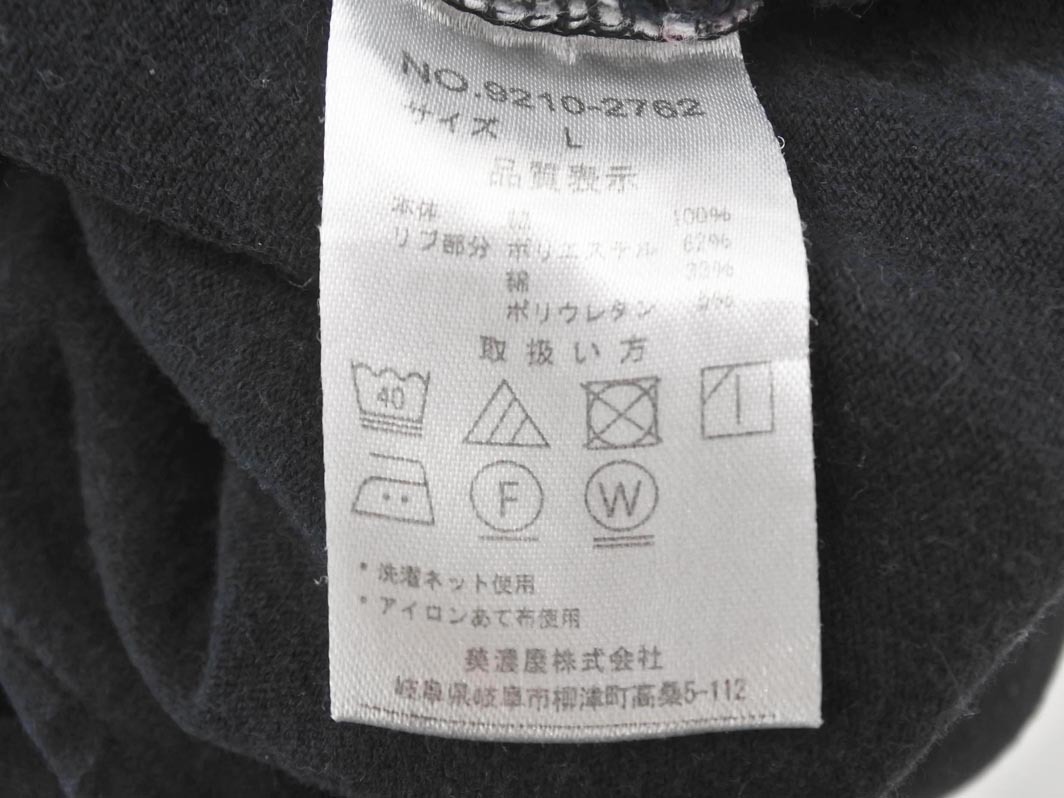 NO.9210-2762
サイズ L
品質表示
本体 綿 100%
リブ部分 ポリエステル 62%
綿 33%
ポリウレタン 5%
取扱い方
40
F W
* 洗濯ネット使用
* アイロンあて布使用
美濃屋株式会社
岐阜県岐阜市柳津町高桑5-112